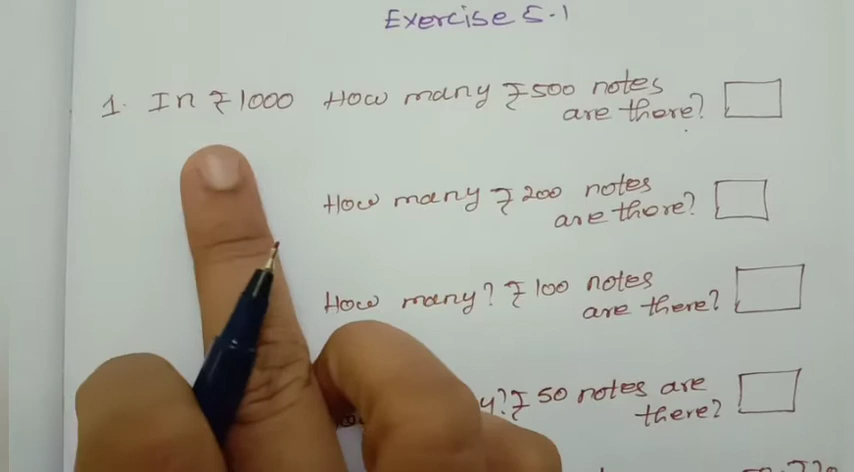 Exercise 5.1
1. In ₹1000 How many ₹500 notes
are there?
How many ₹200 notes
are there?
How many? ₹100 notes
are there?
y? ₹50 notes are
there?